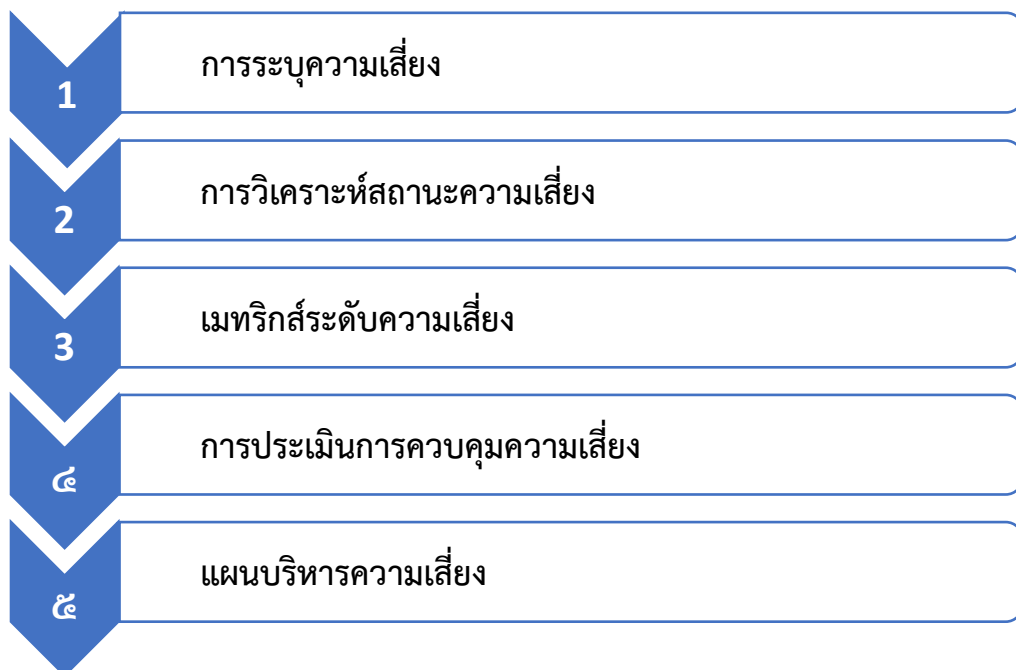 1 การระบุความเสี่ยง
2 การวิเคราะห์สถานะความเสี่ยง
3 เมทริกส์ระดับความเสี่ยง
๔ การประเมินการควบคุมความเสี่ยง
๕ แผนบริหารความเสี่ยง